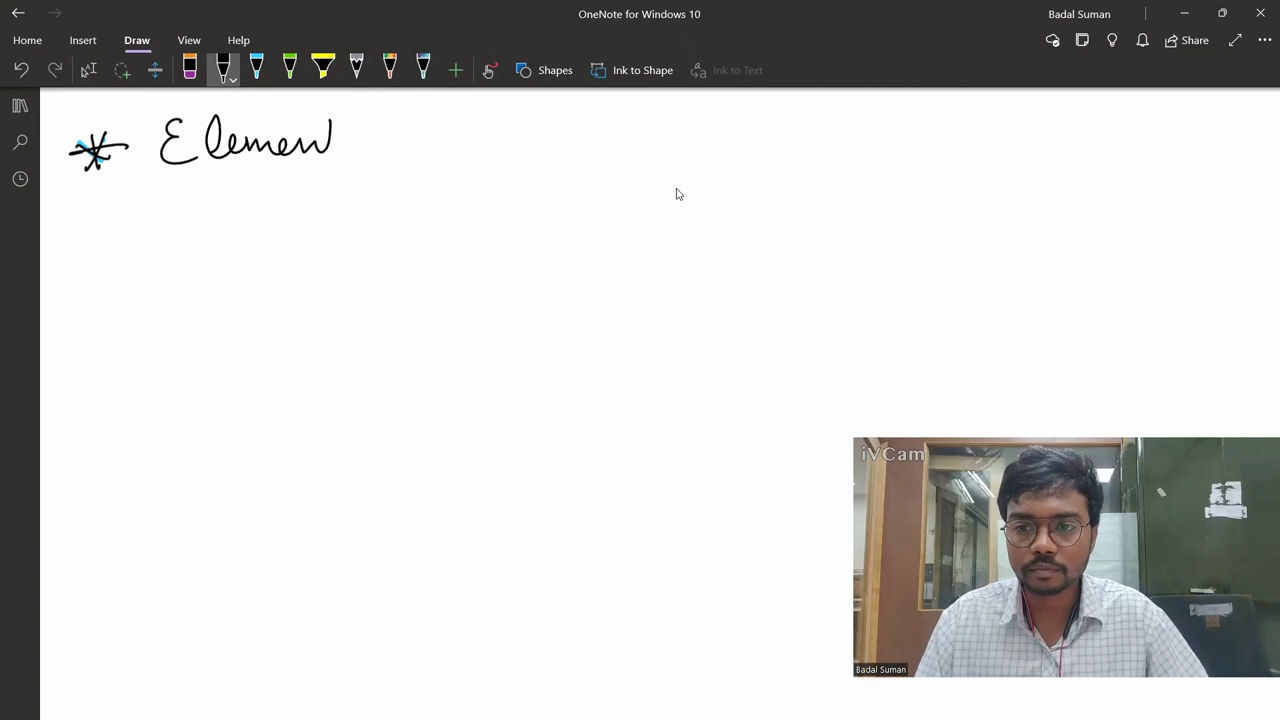 OneNote for Windows 10
Badal Suman
Home
Insert
Draw
View
Help
Share
Shapes
Ink to Shape
Ink to Text
* Elemen
iVCam
Badal Suman